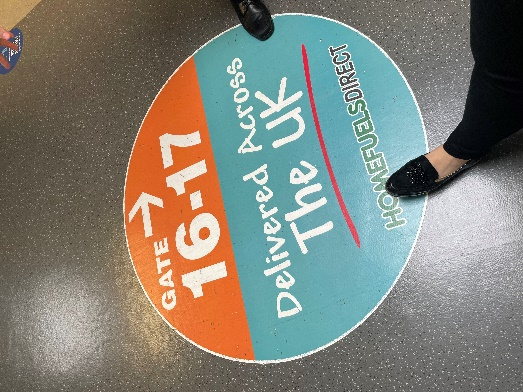 GATE →
16-17
Delivered Across
The UK
HOMEFUELSDIRECT